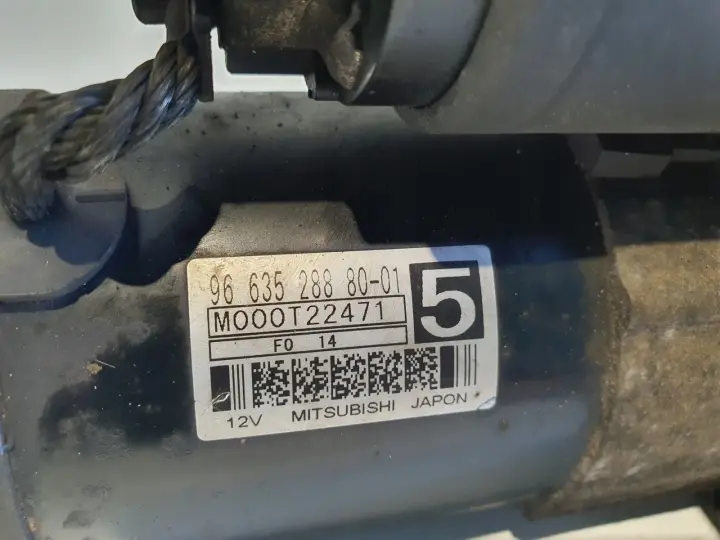 96 635 288 80-01
5
M000T22471
F0 14
12V MITSUBISHI JAPON